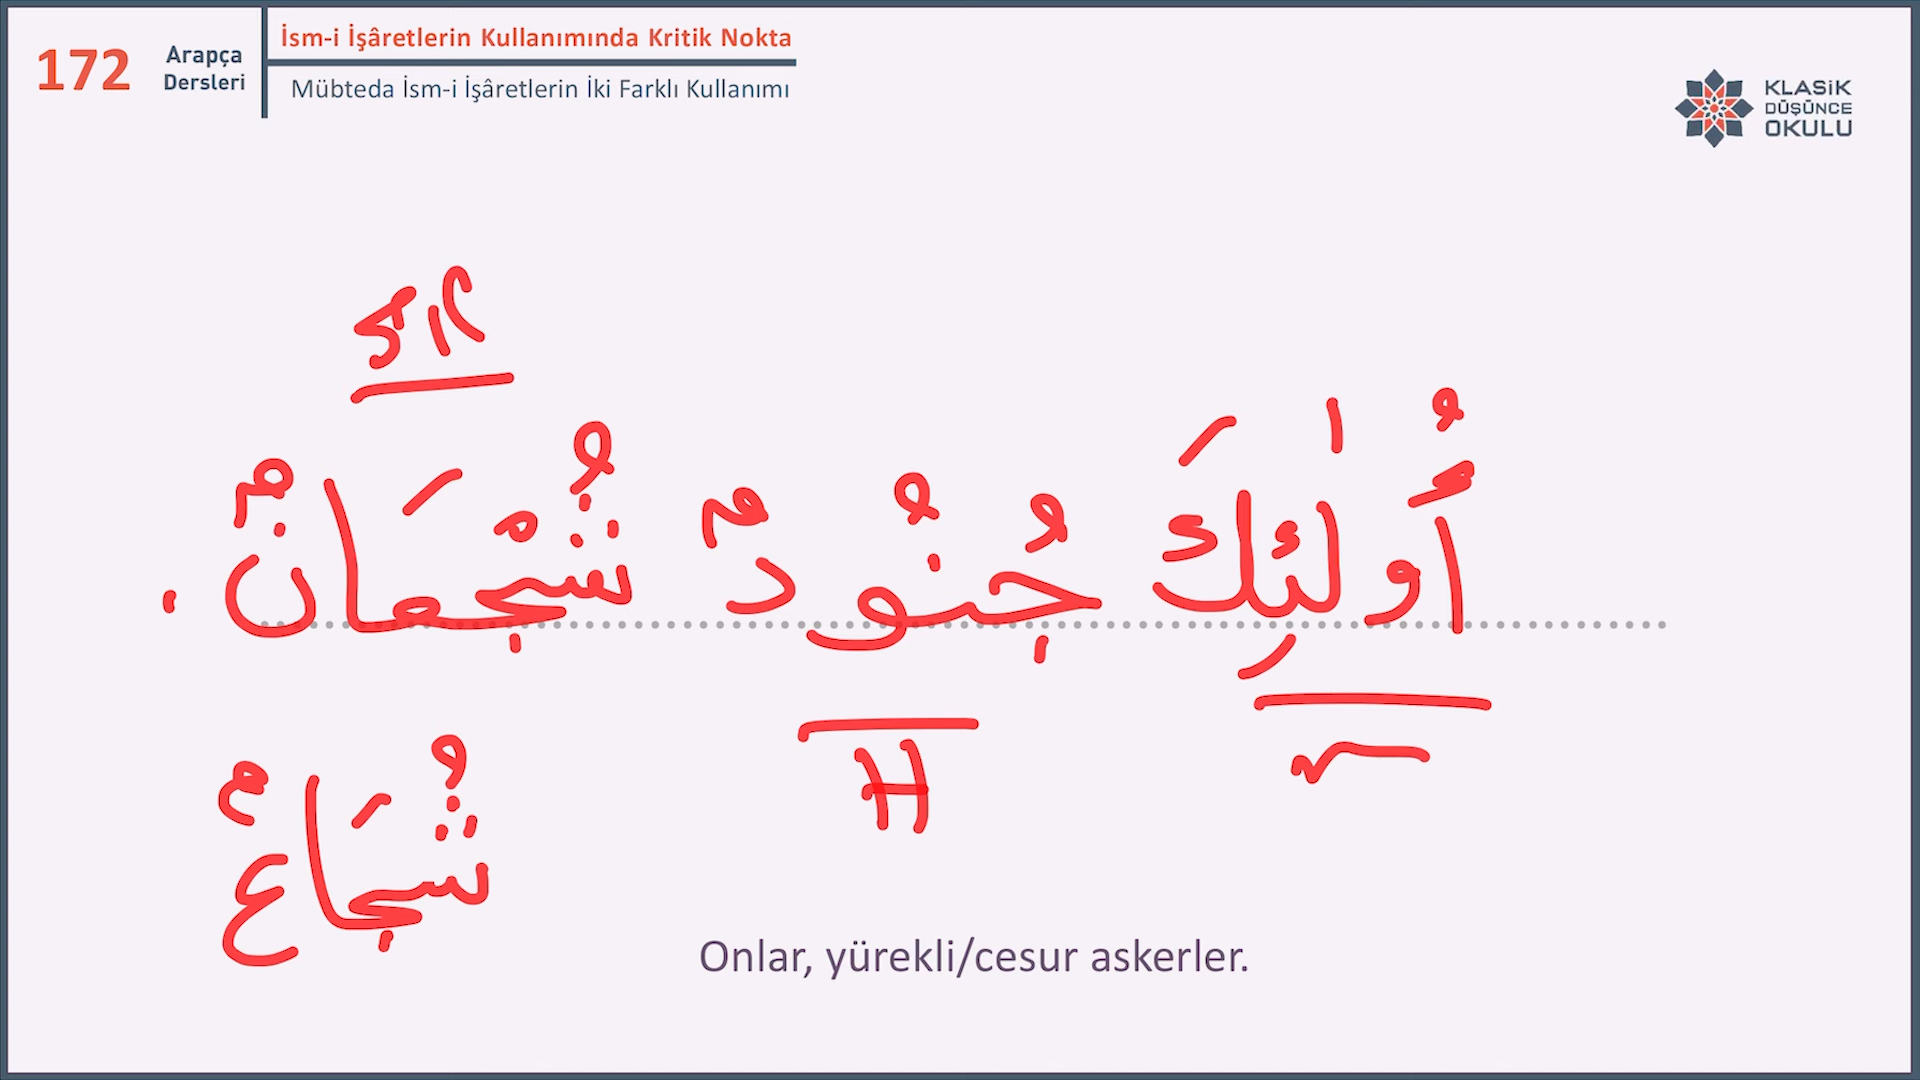 172
Arapça
Dersleri
İsm-i İşâretlerin Kullanımında Kritik Nokta
Mübteda İsm-i İşâretlerin İki Farklı Kullanımı
KLASiK
DÜŞÜNCE
OKULU
أُولٰئِكَ جُنُودٌ شُجْعَانٌ .
H
شُجَاعٌ
Onlar, yürekli/cesur askerler.